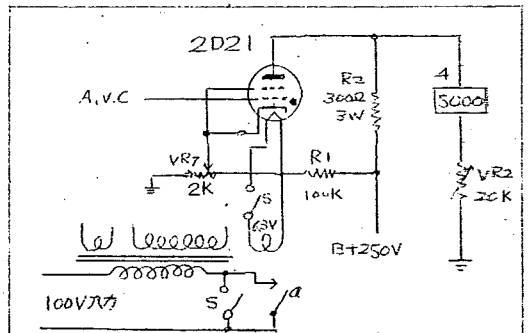 2D21
A.V.C
R2
300Ω
3W
A
5000
VR1
2K
R1
100K
S
6.3V
VR2
20K
B+250V
100V入力
S
a